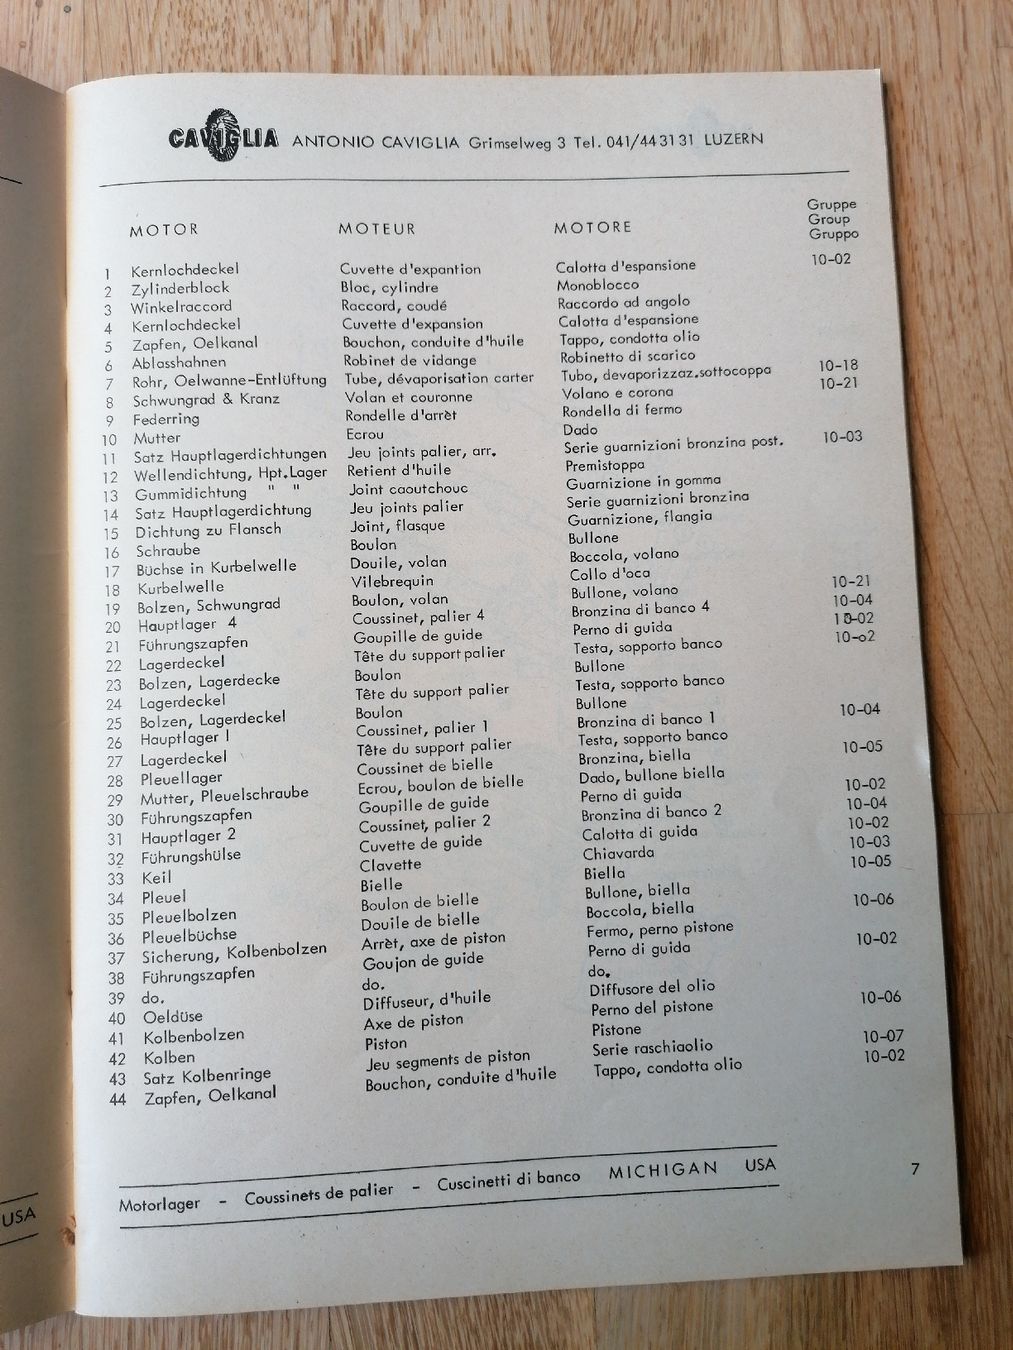 CAVIGLIA ANTONIO CAVIGLIA Grimselweg 3 Tel. 041/44 31 31 LUZERN
Gruppe
Group
MOTOR MOTEUR MOTORE Gruppo
1 Kernlochdeckel Cuvette d'expantion Calotta d'espansione 10-02
2 Zylinderblock Bloc, cylindre Monoblocco
3 Winkelraccord Raccord, coudé Raccordo ad angolo
4 Kernlochdeckel Cuvette d'expansion Calotta d'espansione
5 Zapfen, Oelkanal Bouchon, conduite d'huile Tappo, condotta olio
6 Ablasshahnen Robinet de vidange Robinetto di scarico
7 Rohr, Oelwanne-Entlüftung Tube, dévaporisation carter Tubo, devaporizzaz.sottocoppa 10-18
8 Schwungrad & Kranz Volan et couronne Volano e corona 10-21
9 Federring Rondelle d'arrèt Rondella di fermo
10 Mutter Ecrou Dado
11 Satz Hauptlagerdichtungen Jeu joints palier, arr. Serie guarnizioni bronzina post. 10-03
12 Wellendichtung, Hpt.Lager Retient d'huile Premistoppa
13 Gummidichtung " " Joint caoutchouc Guarnizione in gomma
14 Satz Hauptlagerdichtung Jeu joints palier Serie guarnizioni bronzina
15 Dichtung zu Flansch Joint, flasque Guarnizione, flangia
16 Schraube Boulon Bullone
17 Büchse in Kurbelwelle Douile, volan Boccola, volano
18 Kurbelwelle Vilebrequin Collo d'oca
19 Bolzen, Schwungrad Boulon, volan Bullone, volano 10-21
20 Hauptlager 4 Coussinet, palier 4 Bronzina di banco 4 10-04
21 Führungszapfen Goupille de guide Perno di guida 10-02
22 Lagerdeckel Tête du support palier Testa, sopporto banco 10-02
23 Bolzen, Lagerdecke Boulon Bullone
24 Lagerdeckel Tête du support palier Testa, sopporto banco
25 Bolzen, Lagerdeckel Boulon Bullone
26 Hauptlager 1 Coussinet, palier 1 Bronzina di banco 1 10-04
27 Lagerdeckel Tête du support palier Testa, sopporto banco
28 Pleuellager Coussinet de bielle Bronzina, biella 10-05
29 Mutter, Pleuelschraube Ecrou, boulon de bielle Dado, bullone biella
30 Führungszapfen Goupille de guide Perno di guida 10-02
31 Hauptlager 2 Coussinet, palier 2 Bronzina di banco 2 10-04
32 Führungshülse Cuvette de guide Calotta di guida 10-02
33 Keil Clavette Chiavarda 10-03
34 Pleuel Bielle Biella 10-05
35 Pleuelbolzen Boulon de bielle Bullone, biella
36 Pleuelbüchse Douile de bielle Boccola, biella 10-06
37 Sicherung, Kolbenbolzen Arrèt, axe de piston Fermo, perno pistone
38 Führungszapfen Goujon de guide Perno di guida 10-02
39 do. do. do.
40 Oeldüse Diffuseur, d'huile Diffusore del olio
41 Kolbenbolzen Axe de piston Perno del pistone 10-06
42 Kolben Piston Pistone
43 Satz Kolbenringe Jeu segments de piston Serie raschiaolio 10-07
44 Zapfen, Oelkanal Bouchon, conduite d'huile Tappo, condotta olio 10-02
Motorlager - Coussinets de palier - Cuscinetti di banco MICHIGAN USA
7
USA